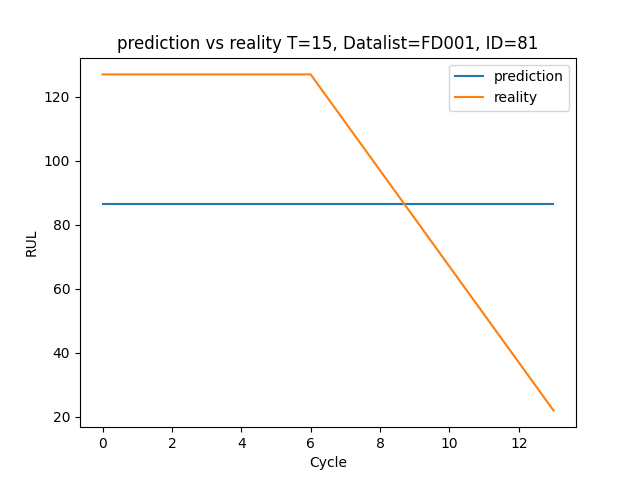 prediction vs reality T=15, Datalist=FD001, ID=81
prediction
reality
120
100
80
60
40
20
RUL
0 2 4 6 8 10 12
Cycle